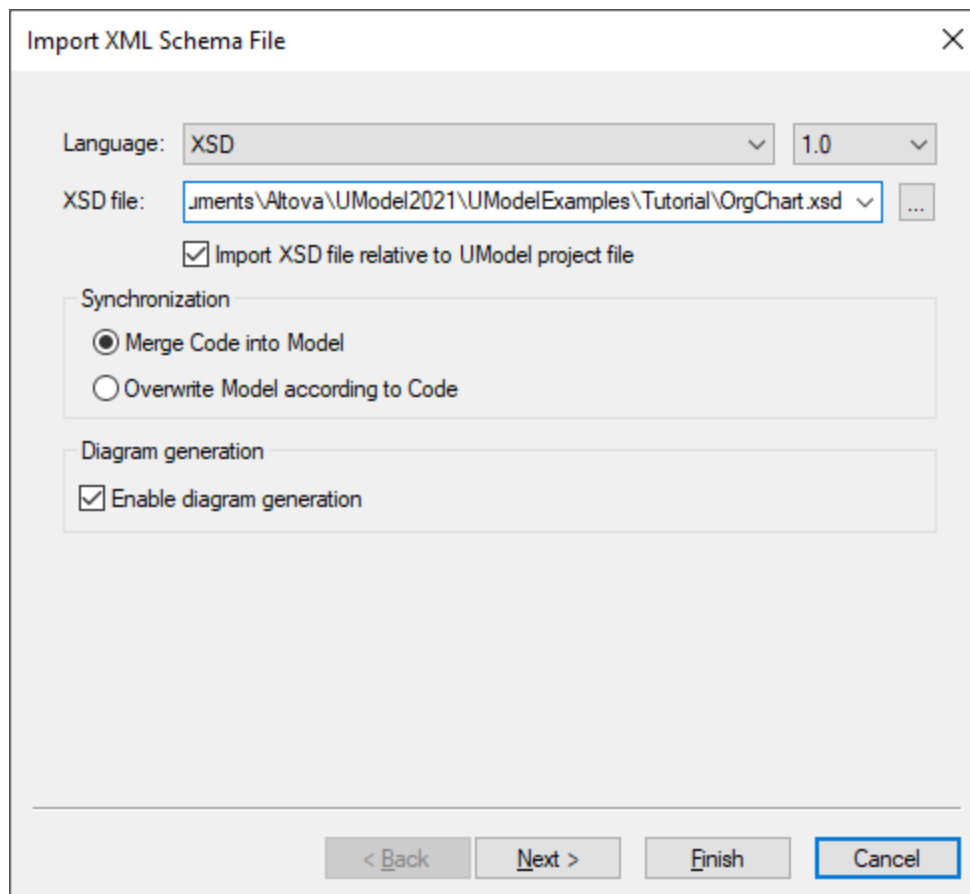 Import XML Schema File
Language: XSD 1.0
XSD file: uments\Altova\UModel2021\UModelExamples\Tutorial\OrgChart.xsd ...
Import XSD file relative to UModel project file
Synchronization
Merge Code into Model
Overwrite Model according to Code
Diagram generation
Enable diagram generation
< Back Next > Finish Cancel